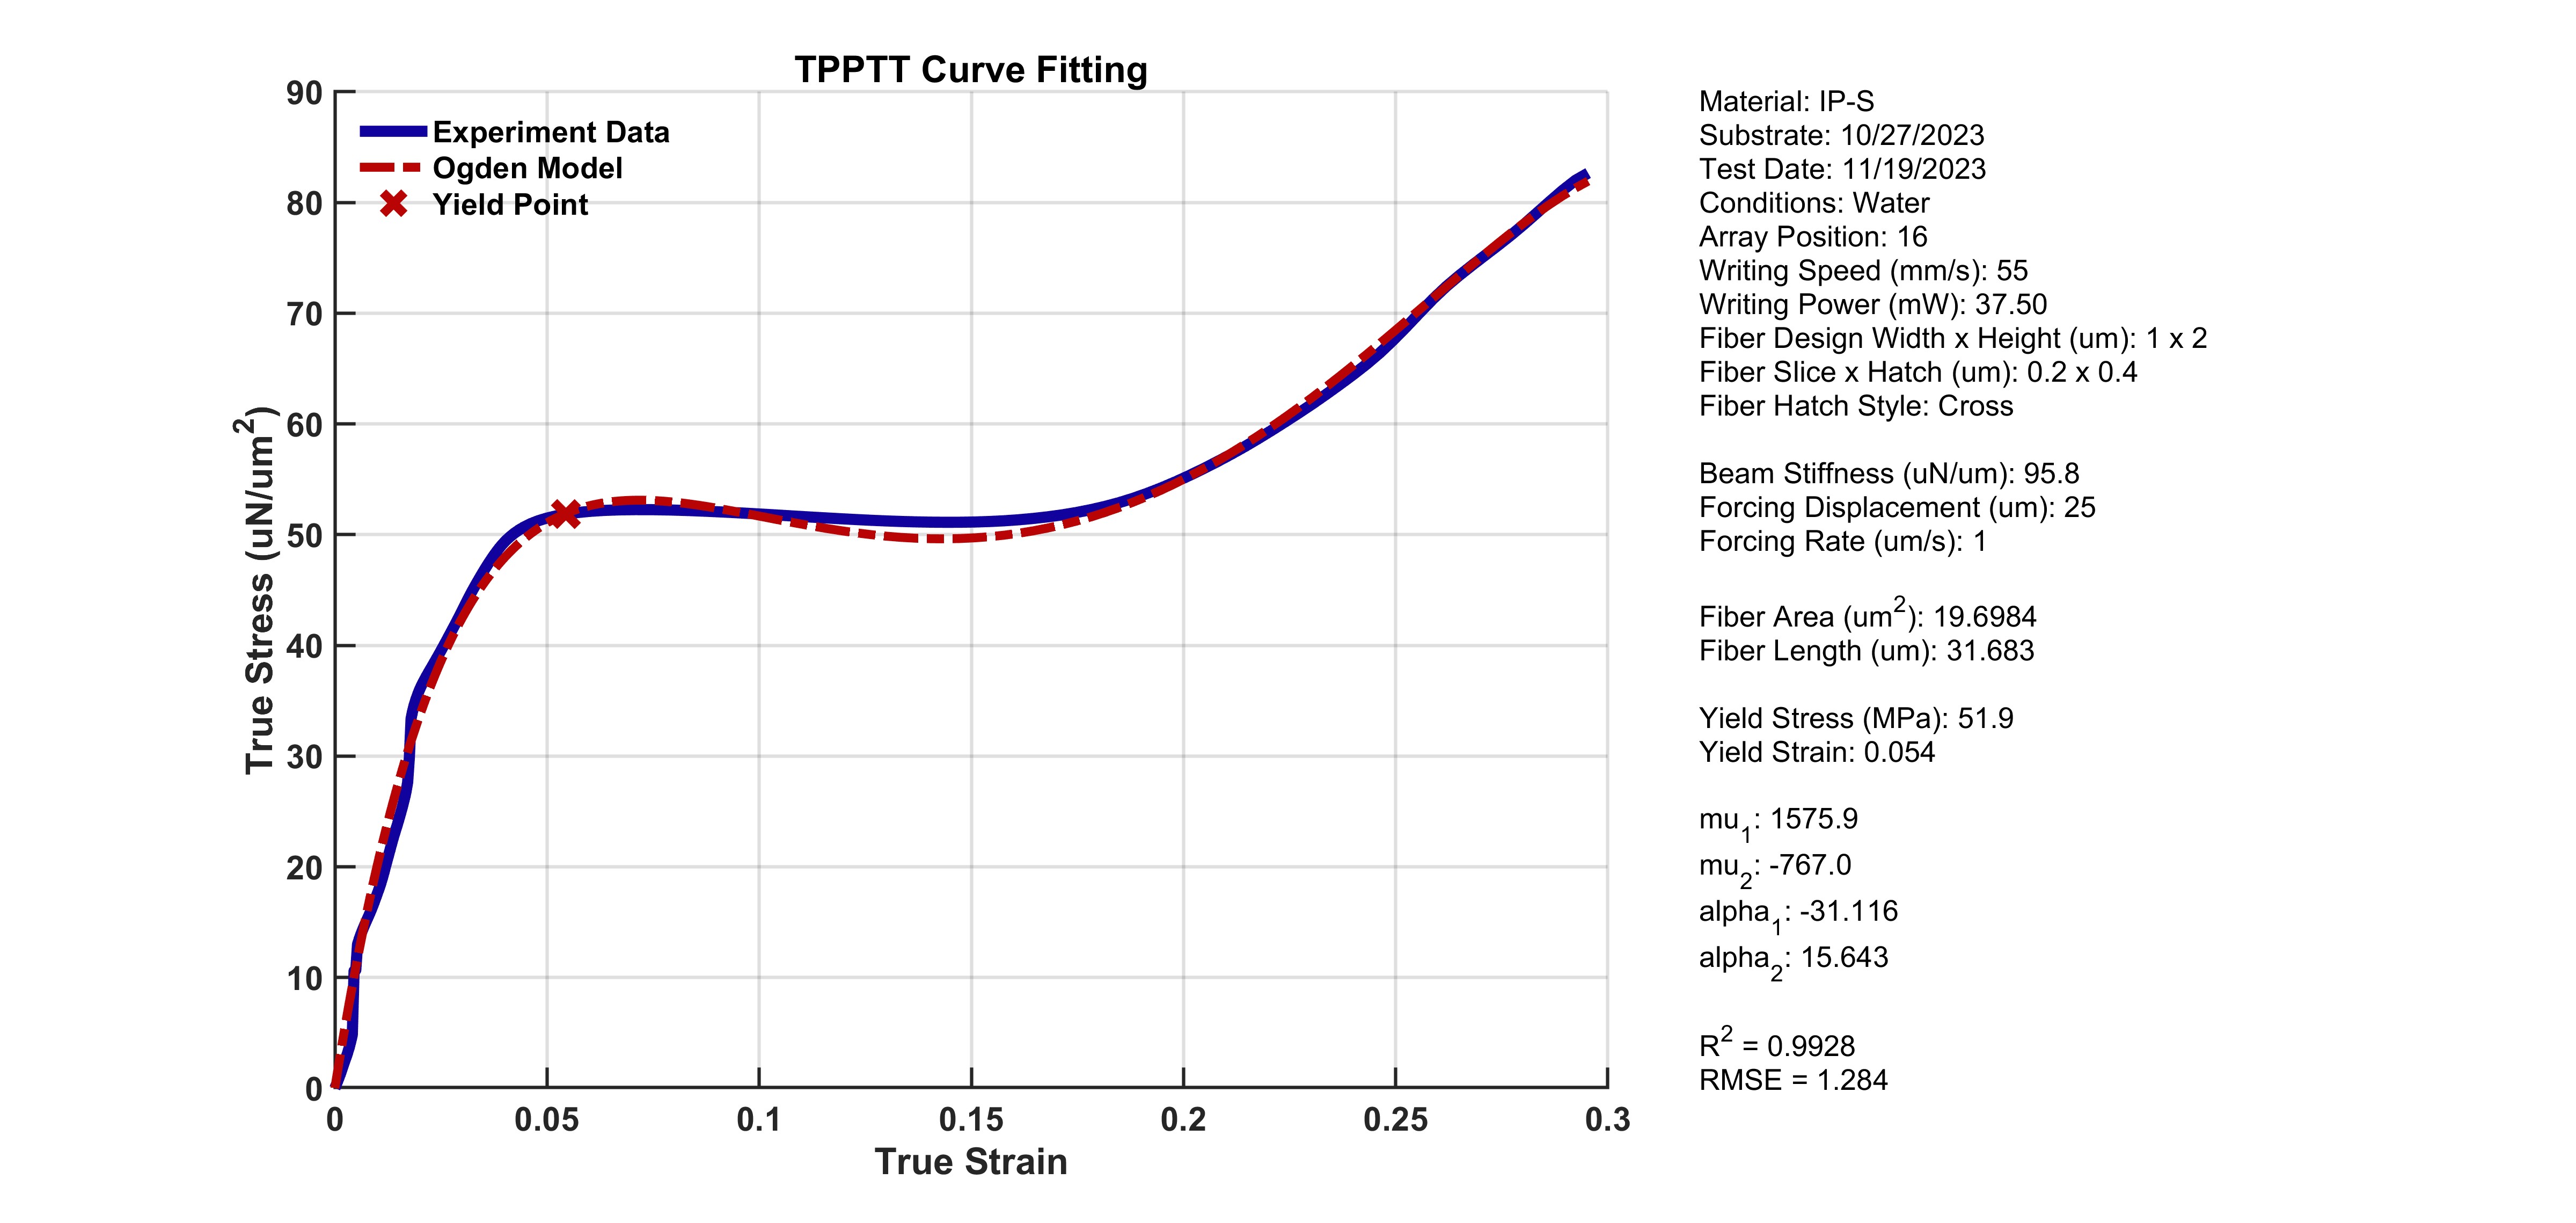 TPPTT Curve Fitting
90
80
70
60
50
40
30
20
10
0
True Stress (uN/um²)
Experiment Data
Ogden Model
Yield Point
0
0.05
0.1
0.15
0.2
0.25
0.3
True Strain
Material: IP-S
Substrate: 10/27/2023
Test Date: 11/19/2023
Conditions: Water
Array Position: 16
Writing Speed (mm/s): 55
Writing Power (mW): 37.50
Fiber Design Width x Height (um): 1 x 2
Fiber Slice x Hatch (um): 0.2 x 0.4
Fiber Hatch Style: Cross
Beam Stiffness (uN/um): 95.8
Forcing Displacement (um): 25
Forcing Rate (um/s): 1
Fiber Area (um²): 19.6984
Fiber Length (um): 31.683
Yield Stress (MPa): 51.9
Yield Strain: 0.054
mu₁: 1575.9
mu₂: -767.0
alpha₁: -31.116
alpha₂: 15.643
R² = 0.9928
RMSE = 1.284